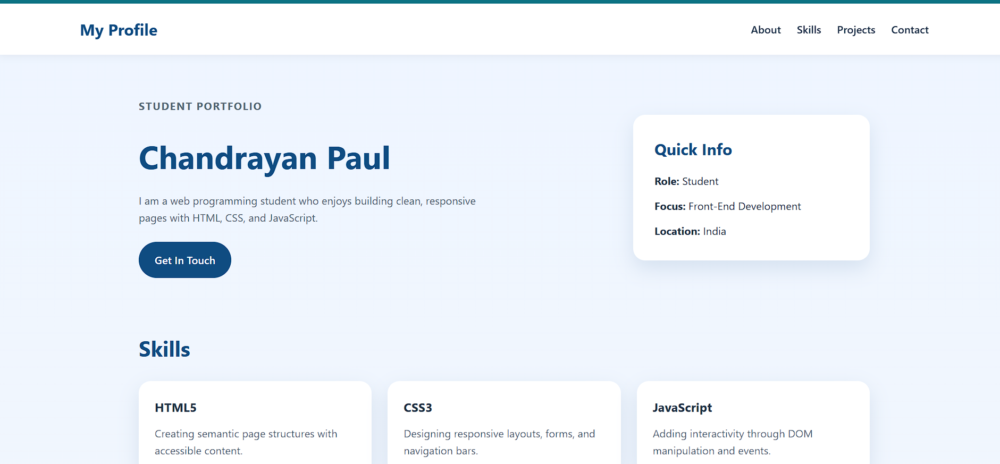 My Profile
About Skills Projects Contact
STUDENT PORTFOLIO
Chandrayan Paul
I am a web programming student who enjoys building clean, responsive
pages with HTML, CSS, and JavaScript.
Get In Touch
Quick Info
Role: Student
Focus: Front-End Development
Location: India
Skills
HTML5
Creating semantic page structures with
accessible content.
CSS3
Designing responsive layouts, forms, and
navigation bars.
JavaScript
Adding interactivity through DOM
manipulation and events.